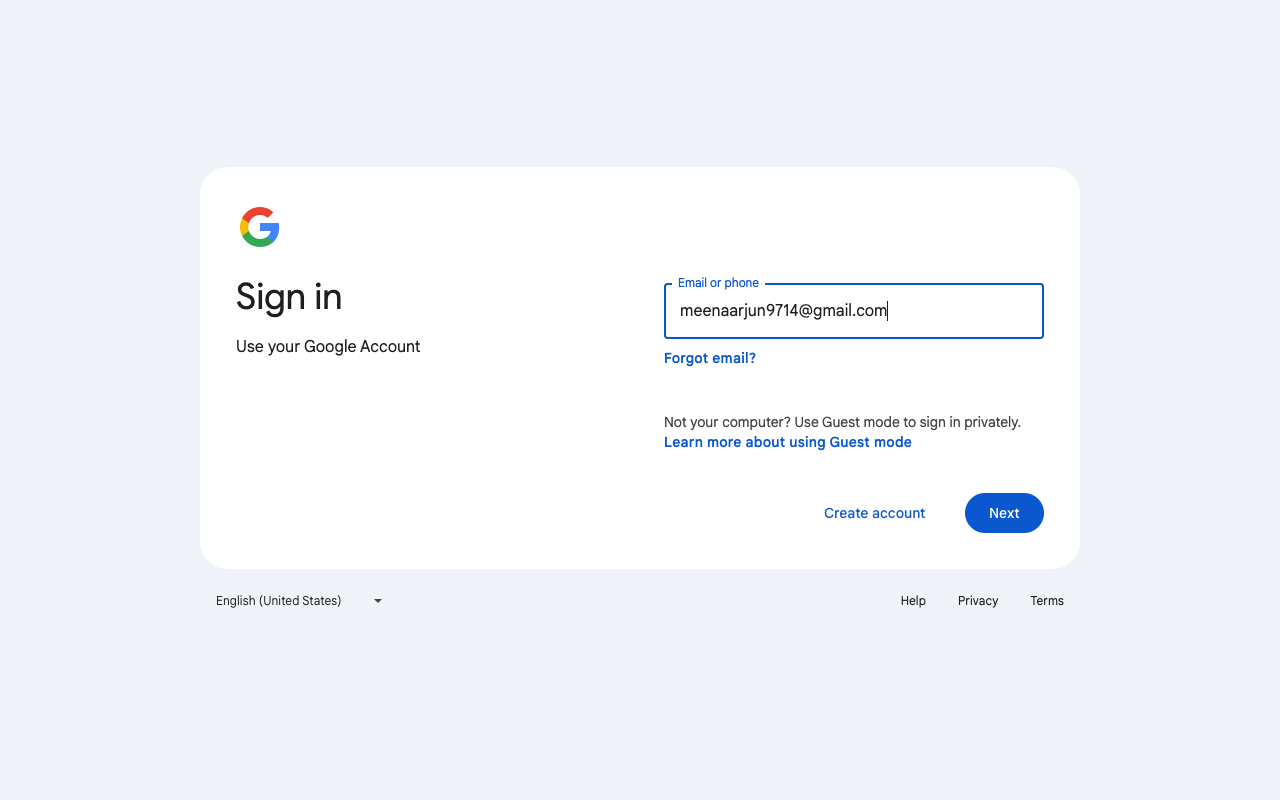 Sign in
Use your Google Account
Email or phone
meenaarjun9714@gmail.com
Forgot email?
Not your computer? Use Guest mode to sign in privately.
Learn more about using Guest mode
Create account
Next
English (United States)
Help
Privacy
Terms